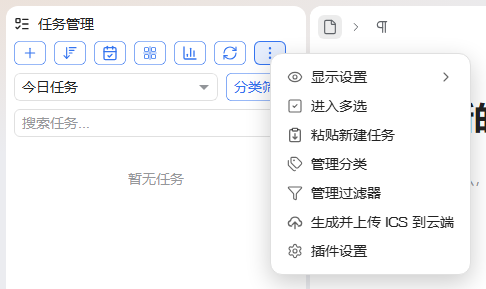 任务管理
今日任务
分类筛
搜索任务...
暂无任务
显示设置
进入多选
粘贴新建任务
管理分类
管理过滤器
生成并上传 ICS 到云端
插件设置